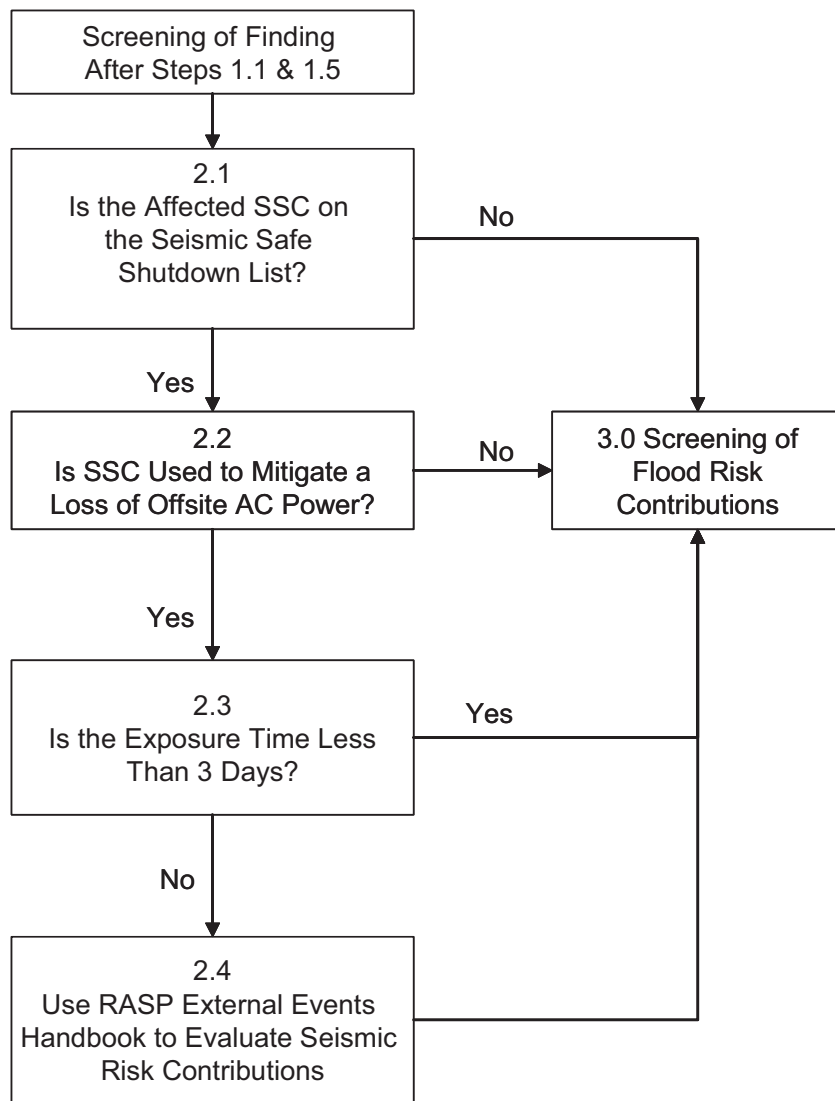 Screening of Finding
After Steps 1.1 & 1.5
2.1
Is the Affected SSC on
the Seismic Safe
Shutdown List?
No
Yes
2.2
Is SSC Used to Mitigate a
Loss of Offsite AC Power?
No
3.0 Screening of
Flood Risk
Contributions
Yes
2.3
Is the Exposure Time Less
Than 3 Days?
Yes
No
2.4
Use RASP External Events
Handbook to Evaluate Seismic
Risk Contributions